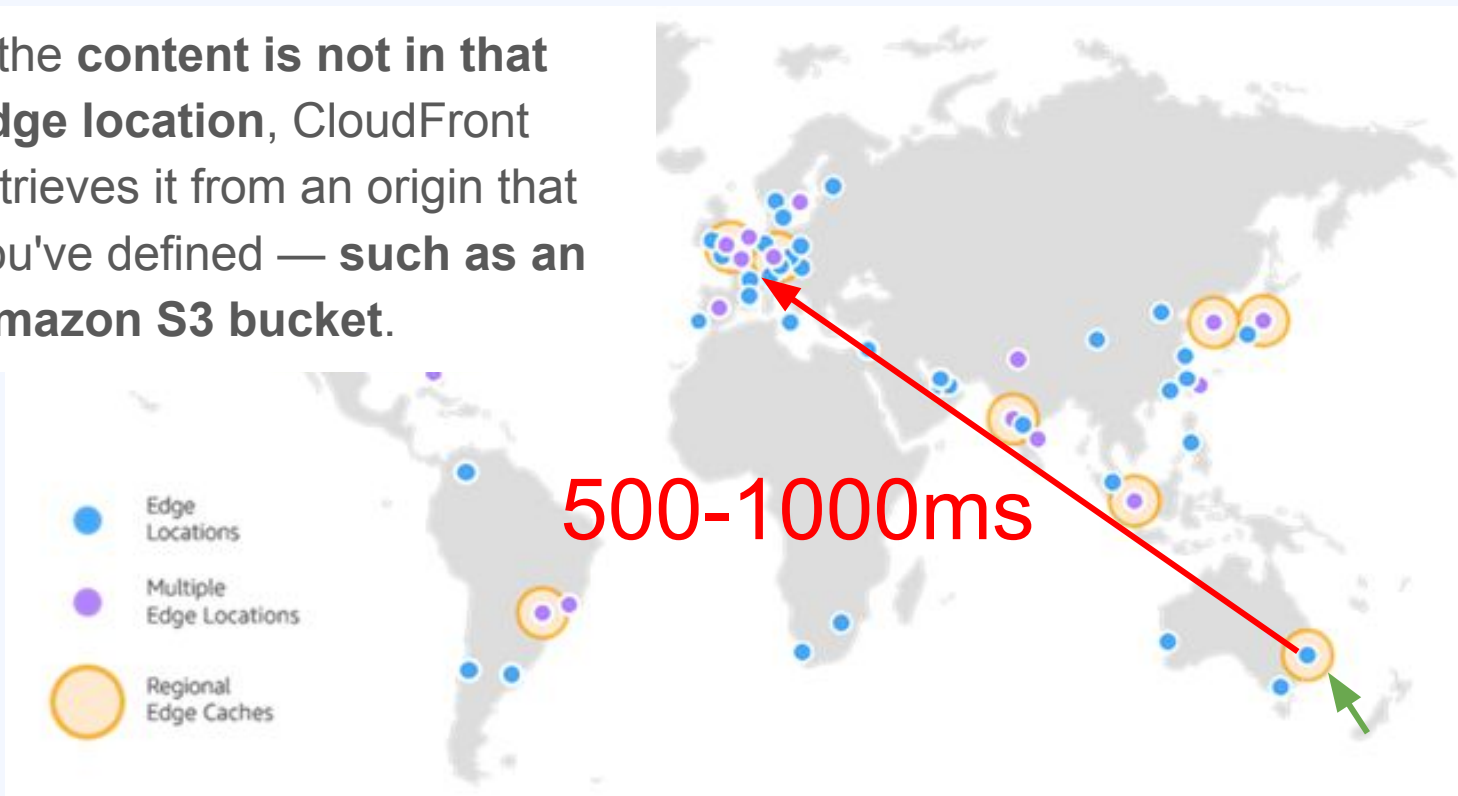 the content is not in that
dge location, CloudFront
trieves it from an origin that
ou've defined — such as an
mazon S3 bucket.
500-1000ms
Edge
Locations
Multiple
Edge Locations
Regional
Edge Caches